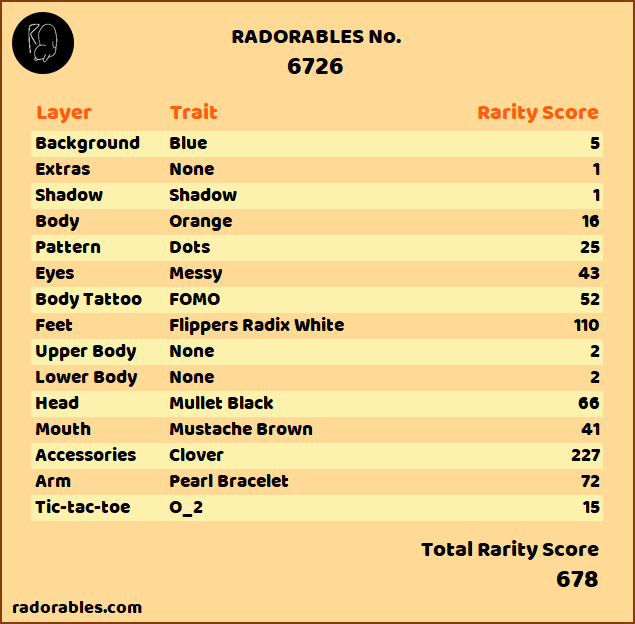 RADORABLES No.
6726
Layer Trait Rarity Score
Background Blue 5
Extras None 1
Shadow Shadow 1
Body Orange 16
Pattern Dots 25
Eyes Messy 43
Body Tattoo FOMO 52
Feet Flippers Radix White 110
Upper Body None 2
Lower Body None 2
Head Mullet Black 66
Mouth Mustache Brown 41
Accessories Clover 227
Arm Pearl Bracelet 72
Tic-tac-toe O_2 15
Total Rarity Score
678
radorables.com